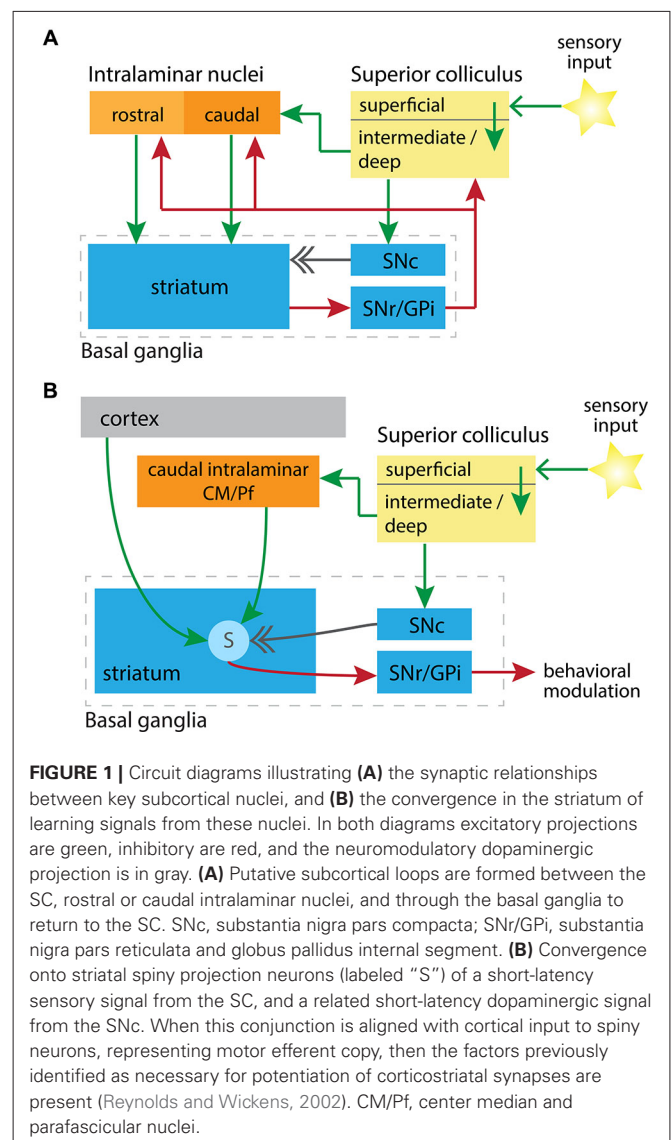 A
sensory
input
Intralaminar nuclei
Superior colliculus
rostral
caudal
superficial
intermediate /
deep
striatum
SNc
SNr/GPi
Basal ganglia
B
cortex
sensory
input
Superior colliculus
caudal intralaminar
CM/Pf
superficial
intermediate /
deep
S
striatum
SNc
SNr/GPi
behavioral
modulation
Basal ganglia
FIGURE 1 | Circuit diagrams illustrating (A) the synaptic relationships
between key subcortical nuclei, and (B) the convergence in the striatum of
learning signals from these nuclei. In both diagrams excitatory projections
are green, inhibitory are red, and the neuromodulatory dopaminergic
projection is in gray. (A) Putative subcortical loops are formed between the
SC, rostral or caudal intralaminar nuclei, and through the basal ganglia to
return to the SC. SNc, substantia nigra pars compacta; SNr/GPi, substantia
nigra pars reticulata and globus pallidus internal segment. (B) Convergence
onto striatal spiny projection neurons (labeled “S”) of a short-latency
sensory signal from the SC, and a related short-latency dopaminergic signal
from the SNc. When this conjunction is aligned with cortical input to spiny
neurons, representing motor efferent copy, then the factors previously
identified as necessary for potentiation of corticostriatal synapses are
present (Reynolds and Wickens, 2002). CM/Pf, center median and
parafascicular nuclei.